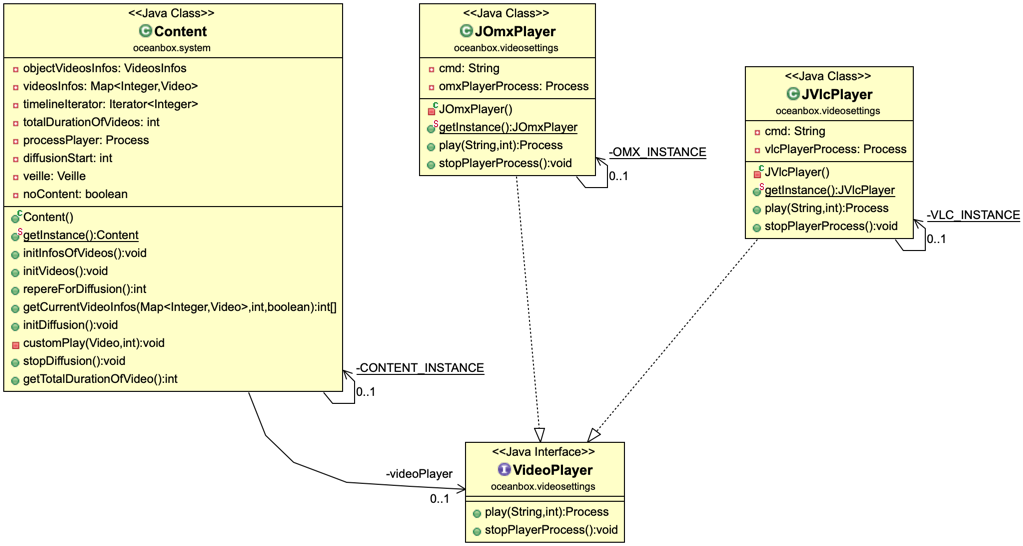 <<Java Class>>
Content
oceanbox.system
objectVideosInfos: VideosInfos
videosInfos: Map<Integer,Video>
timelineIterator: Iterator<Integer>
totalDurationOfVideos: int
processPlayer: Process
diffusionStart: int
veille: Veille
noContent: boolean
Content()
getInstance():Content
initInfosOfVideos():void
initVideos():void
repereForDiffusion():int
getCurrentVideoInfos(Map<Integer,Video>,int,boolean):int[]
initDiffusion():void
customPlay(Video,int):void
stopDiffusion():void
getTotalDurationOfVideo():int
-CONTENT_INSTANCE
0..1
<<Java Class>>
JOmxPlayer
oceanbox.videosettings
cmd: String
omxPlayerProcess: Process
JOmxPlayer()
getInstance():JOmxPlayer
play(String,int):Process
stopPlayerProcess():void
-OMX_INSTANCE
0..1
<<Java Class>>
JVlcPlayer
oceanbox.videosettings
cmd: String
vlcPlayerProcess: Process
JVlcPlayer()
getInstance():JVlcPlayer
play(String,int):Process
stopPlayerProcess():void
-VLC_INSTANCE
0..1
-videoPlayer
0..1
<<Java Interface>>
VideoPlayer
oceanbox.videosettings
play(String,int):Process
stopPlayerProcess():void